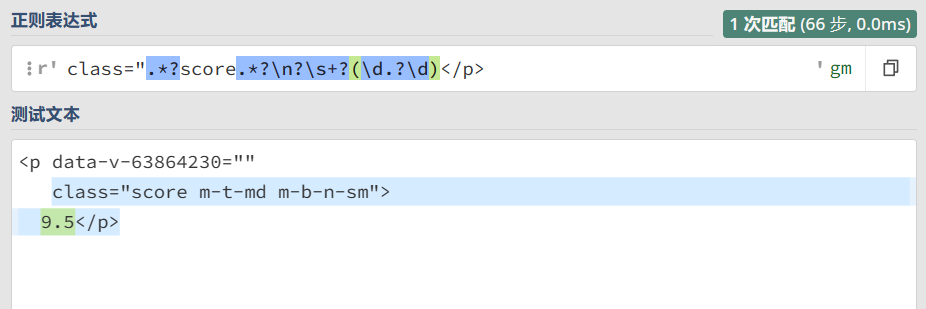 正则表达式
1 次匹配 (66 步, 0.0ms)
r' class=".*?score.*?\n?\s+?(\d.?\d)</p> ' gm
测试文本
<p data-v-63864230=""
class="score m-t-md m-b-n-sm">
9.5</p>